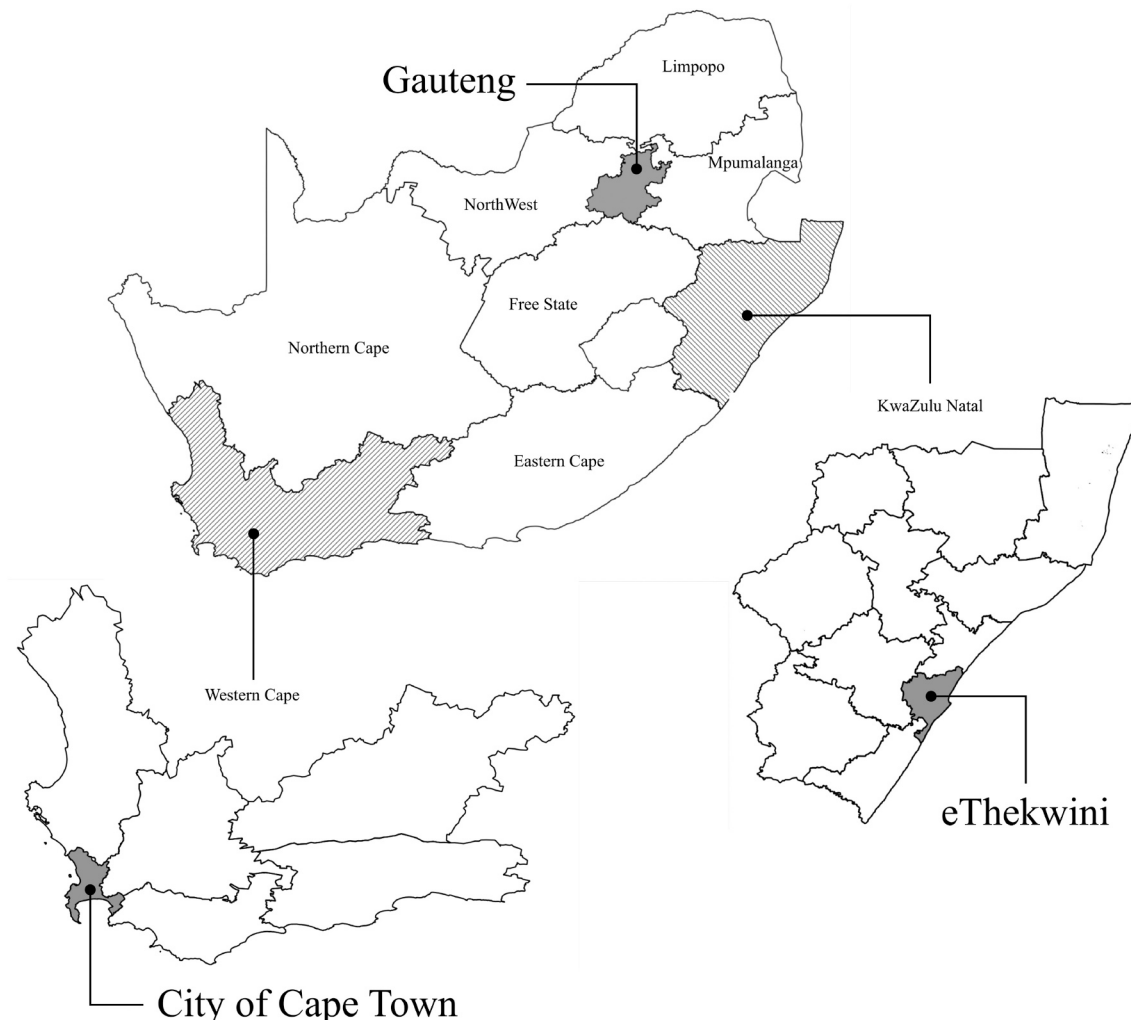 Limpopo
Gauteng
Mpumalanga
NorthWest
Free State
Northern Cape
KwaZulu Natal
Eastern Cape
Western Cape
eThekwini
City of Cape Town